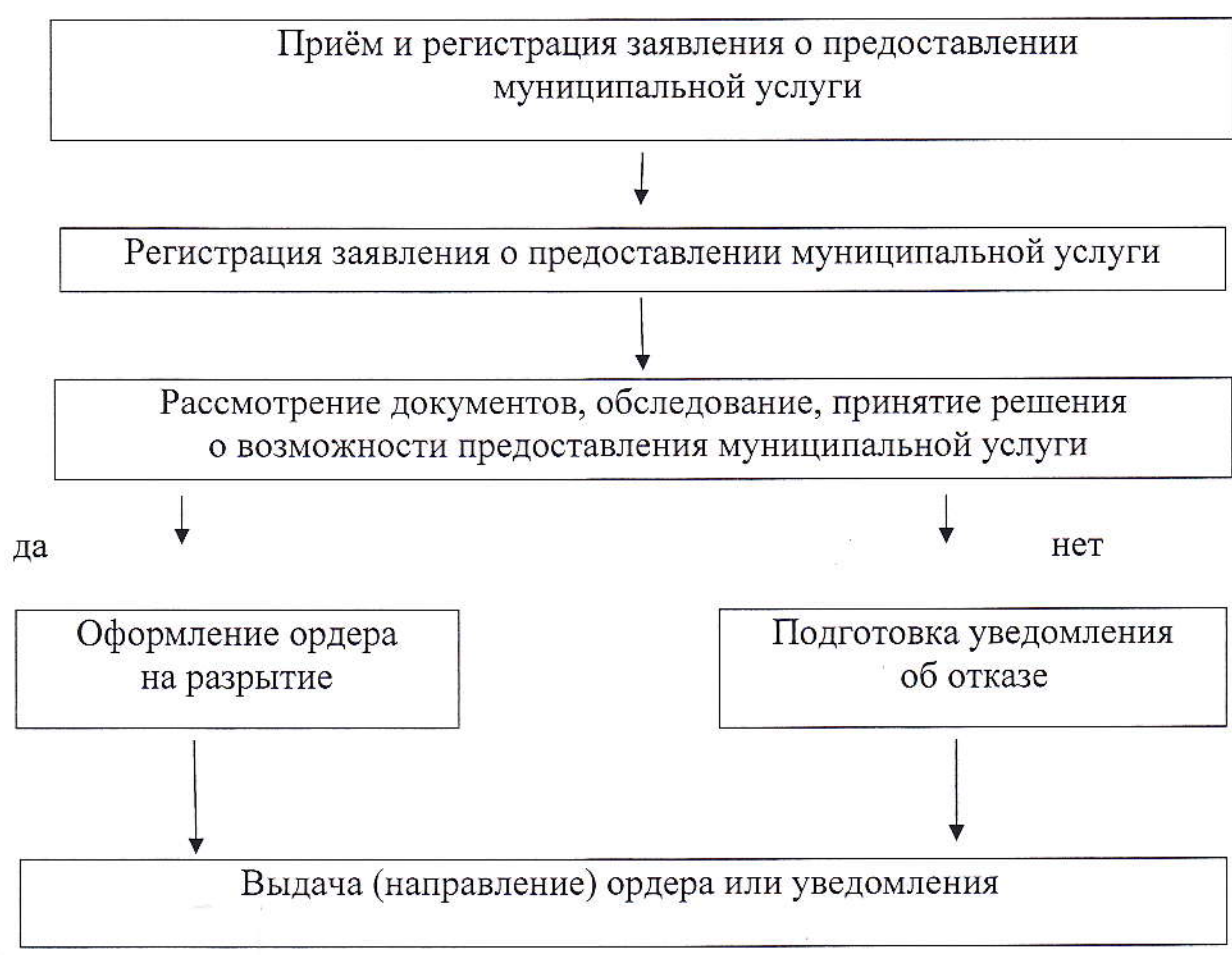 Приём и регистрация заявления о предоставлении
муниципальной услуги
Регистрация заявления о предоставлении муниципальной услуги
Рассмотрение документов, обследование, принятие решения
о возможности предоставления муниципальной услуги
да
нет
Оформление ордера
на разрытие
Подготовка уведомления
об отказе
Выдача (направление) ордера или уведомления